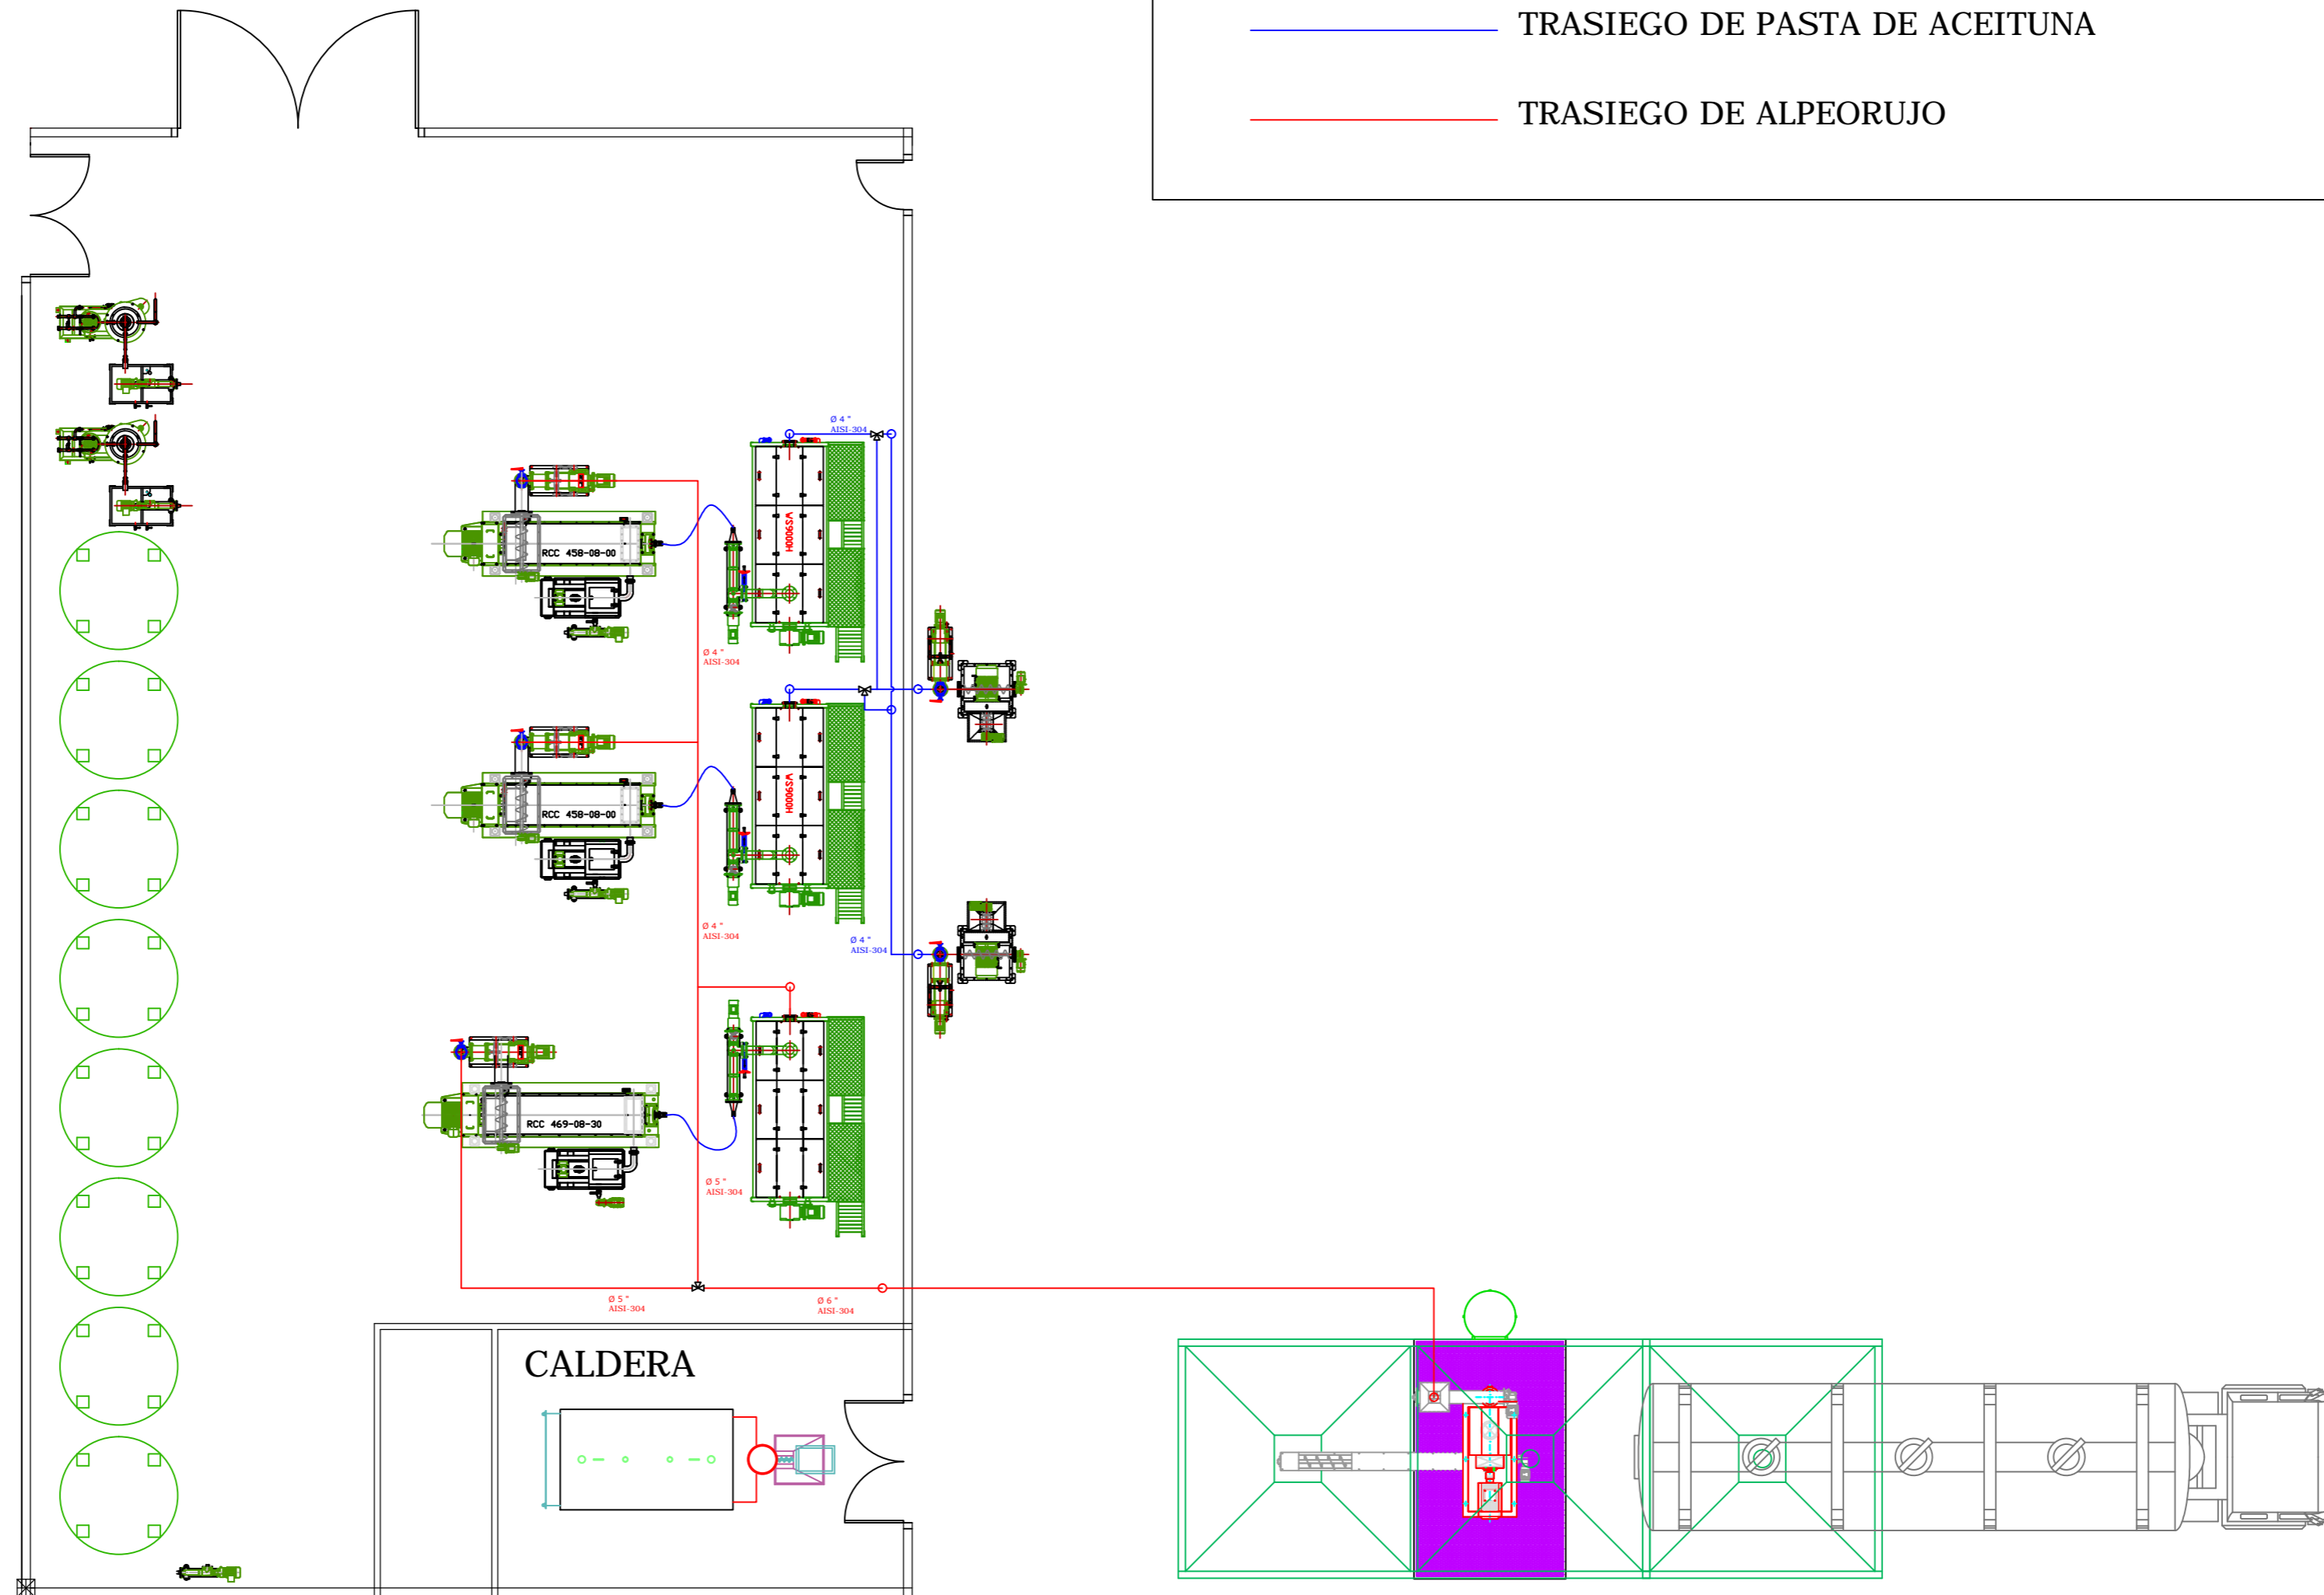 TRASIEGO DE PASTA DE ACEITUNA
TRASIEGO DE ALPEORUJO
Ø 4 "
AISI-304
VS9000H
RCC 458-08-00
Ø 4 "
AISI-304
VS9000H
RCC 458-08-00
Ø 4 "
AISI-304
Ø 4 "
AISI-304
RCC 469-08-30
Ø 5 "
AISI-304
Ø 5 "
AISI-304
Ø 6 "
AISI-304
CALDERA